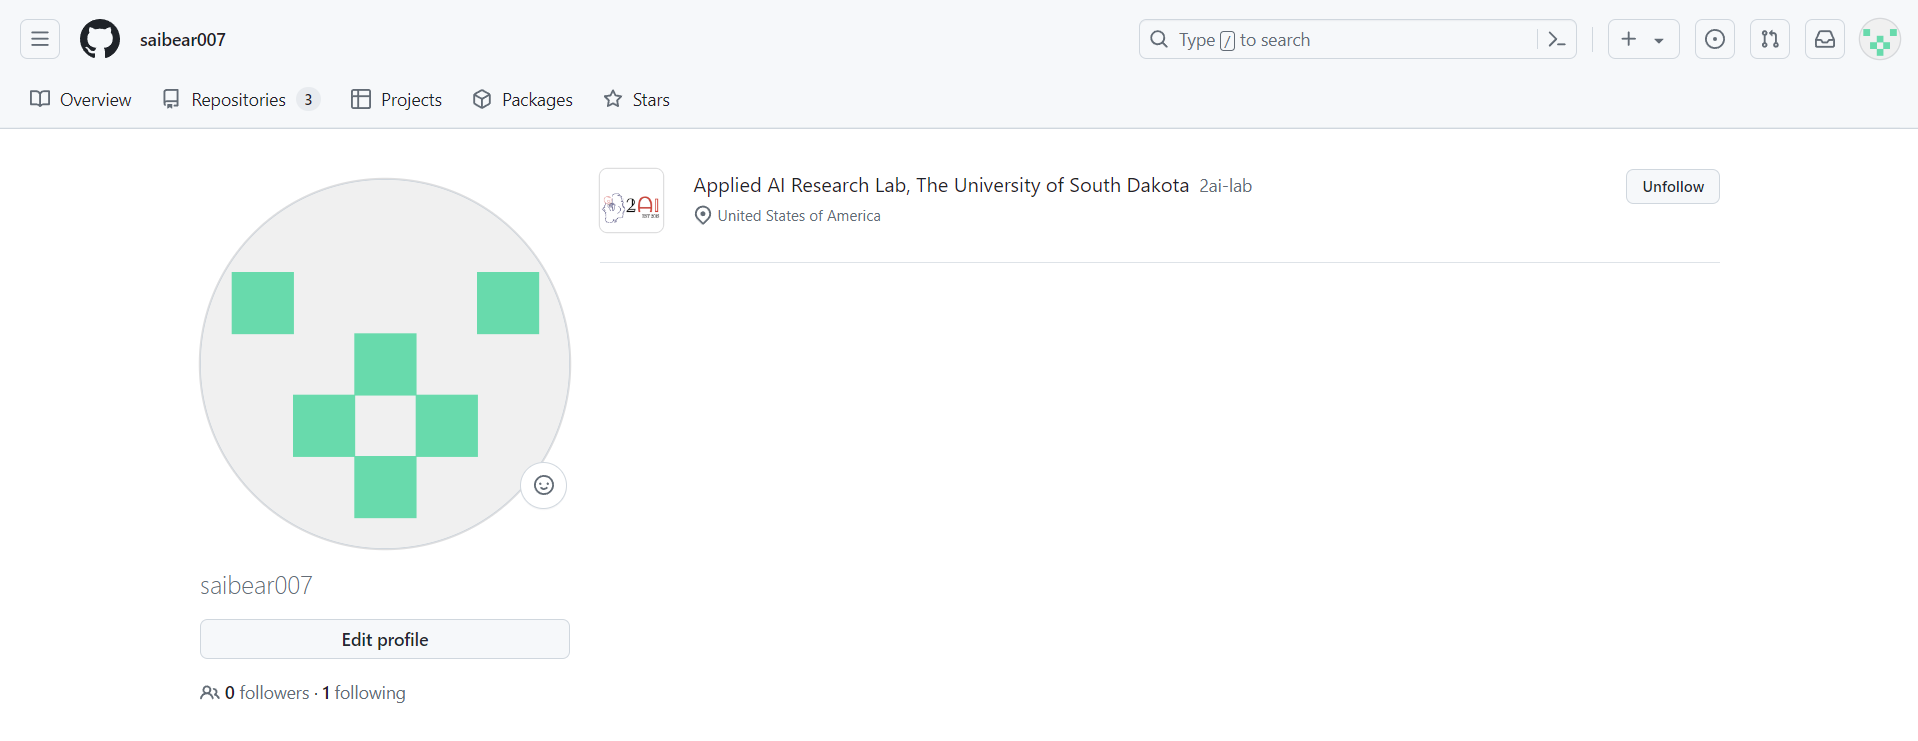 saibear007
Type / to search
Overview
Repositories 3
Projects
Packages
Stars
2AI
Applied AI Research Lab, The University of South Dakota 2ai-lab
United States of America
Unfollow
saibear007
Edit profile
0 followers · 1 following